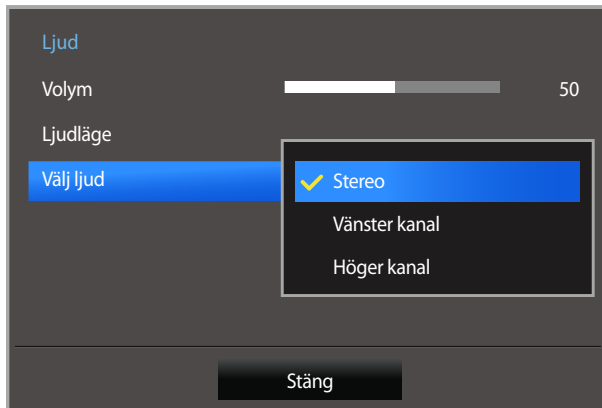 Ljud
Volym 50
Ljudläge
Välj ljud
Stereo
Vänster kanal
Höger kanal
Stäng